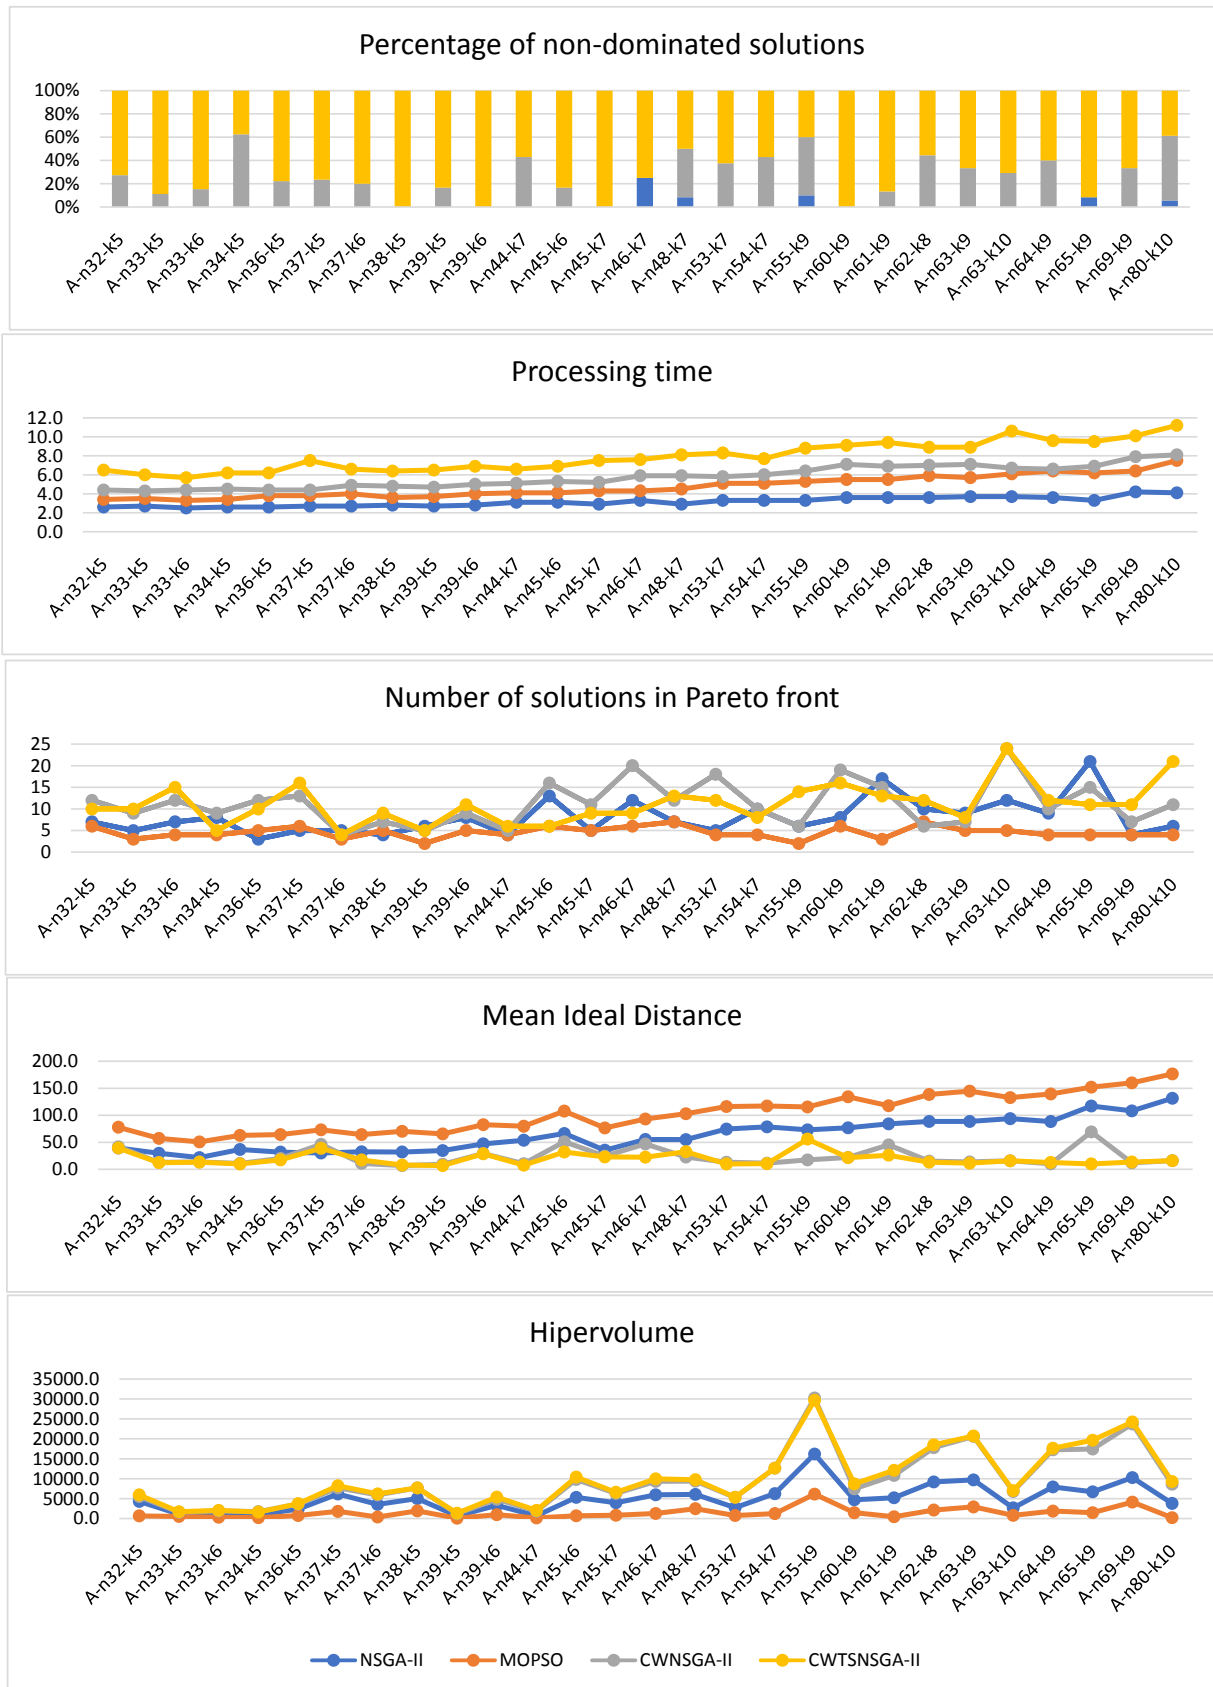 Percentage of non-dominated solutions
100%
80%
60%
40%
20%
0%
A-n32-k5
A-n33-k5
A-n33-k6
A-n34-k5
A-n36-k5
A-n37-k5
A-n37-k6
A-n38-k5
A-n39-k5
A-n39-k6
A-n44-k7
A-n45-k6
A-n45-k7
A-n46-k7
A-n48-k7
A-n53-k7
A-n54-k7
A-n55-k9
A-n60-k9
A-n61-k9
A-n62-k8
A-n63-k9
A-n63-k10
A-n64-k9
A-n65-k9
A-n69-k9
A-n80-k10
Processing time
12.0
10.0
8.0
6.0
4.0
2.0
0.0
A-n32-k5
A-n33-k5
A-n33-k6
A-n34-k5
A-n36-k5
A-n37-k5
A-n37-k6
A-n38-k5
A-n39-k5
A-n39-k6
A-n44-k7
A-n45-k6
A-n45-k7
A-n46-k7
A-n48-k7
A-n53-k7
A-n54-k7
A-n55-k9
A-n60-k9
A-n61-k9
A-n62-k8
A-n63-k9
A-n63-k10
A-n64-k9
A-n65-k9
A-n69-k9
A-n80-k10
Number of solutions in Pareto front
25
20
15
10
5
0
A-n32-k5
A-n33-k5
A-n33-k6
A-n34-k5
A-n36-k5
A-n37-k5
A-n37-k6
A-n38-k5
A-n39-k5
A-n39-k6
A-n44-k7
A-n45-k6
A-n45-k7
A-n46-k7
A-n48-k7
A-n53-k7
A-n54-k7
A-n55-k9
A-n60-k9
A-n61-k9
A-n62-k8
A-n63-k9
A-n63-k10
A-n64-k9
A-n65-k9
A-n69-k9
A-n80-k10
Mean Ideal Distance
200.0
150.0
100.0
50.0
0.0
A-n32-k5
A-n33-k5
A-n33-k6
A-n34-k5
A-n36-k5
A-n37-k5
A-n37-k6
A-n38-k5
A-n39-k5
A-n39-k6
A-n44-k7
A-n45-k6
A-n45-k7
A-n46-k7
A-n48-k7
A-n53-k7
A-n54-k7
A-n55-k9
A-n60-k9
A-n61-k9
A-n62-k8
A-n63-k9
A-n63-k10
A-n64-k9
A-n65-k9
A-n69-k9
A-n80-k10
Hipervolume
35000.0
30000.0
25000.0
20000.0
15000.0
10000.0
5000.0
0.0
A-n32-k5
A-n33-k5
A-n33-k6
A-n34-k5
A-n36-k5
A-n37-k5
A-n37-k6
A-n38-k5
A-n39-k5
A-n39-k6
A-n44-k7
A-n45-k6
A-n45-k7
A-n46-k7
A-n48-k7
A-n53-k7
A-n54-k7
A-n55-k9
A-n60-k9
A-n61-k9
A-n62-k8
A-n63-k9
A-n63-k10
A-n64-k9
A-n65-k9
A-n69-k9
A-n80-k10
NSGA-II MOPSO CWNSGA-II CWTSNSGA-II